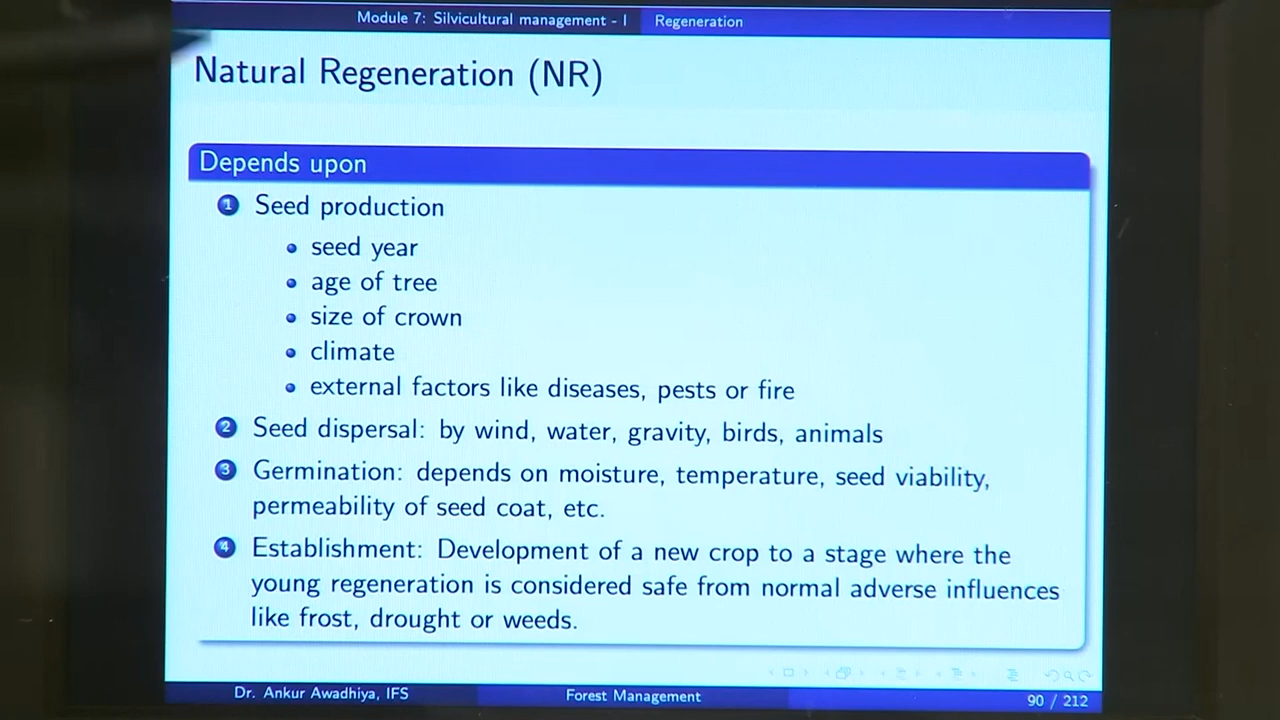 Module 7: Silvicultural management - I Regeneration
Natural Regeneration (NR)
Depends upon
1 Seed production
seed year
age of tree
size of crown
climate
external factors like diseases, pests or fire
2 Seed dispersal: by wind, water, gravity, birds, animals
3 Germination: depends on moisture, temperature, seed viability,
permeability of seed coat, etc.
4 Establishment: Development of a new crop to a stage where the
young regeneration is considered safe from normal adverse influences
like frost, drought or weeds.
Dr. Ankur Awadhiya, IFS Forest Management 90 / 212